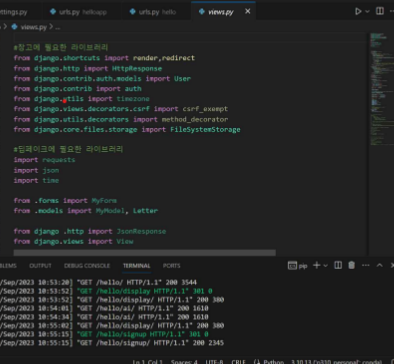 ettings.py urls.py helloapp urls.py hello views.py ×
> views.py > ...
#장고에 필요한 라이브러리
from django.shortcuts import render,redirect
from django.http import HttpResponse
from django.contrib.auth.models import User
from django.contrib import auth
from django.utils import timezone
from django.views.decorators.csrf import csrf_exempt
from django.utils.decorators import method_decorator
from django.core.files.storage import FileSystemStorage
#딥페이크에 필요한 라이브러리
import requests
import json
import time
from .forms import MyForm
from .models import MyModel, Letter
from django .http import JsonResponse
from django.views import View
BLEMS OUTPUT DEBUG CONSOLE TERMINAL PORTS pip
/Sep/2023 10:53:20] "GET /hello/ HTTP/1.1" 200 3544
/Sep/2023 10:53:52] "GET /hello/display HTTP/1.1" 301 0
/Sep/2023 10:53:52] "GET /hello/display/ HTTP/1.1" 200 380
/Sep/2023 10:54:01] "GET /hello/ai/ HTTP/1.1" 200 1610
/Sep/2023 10:54:34] "GET /hello/ai/ HTTP/1.1" 200 1610
/Sep/2023 10:55:02] "GET /hello/display/ HTTP/1.1" 200 380
/Sep/2023 10:55:15] "GET /hello/signup HTTP/1.1" 301 0
/Sep/2023 10:55:15] "GET /hello/signup/ HTTP/1.1" 200 2345
Ln 1, Col 1 Spaces: 4 UTF-8 CRLF Python